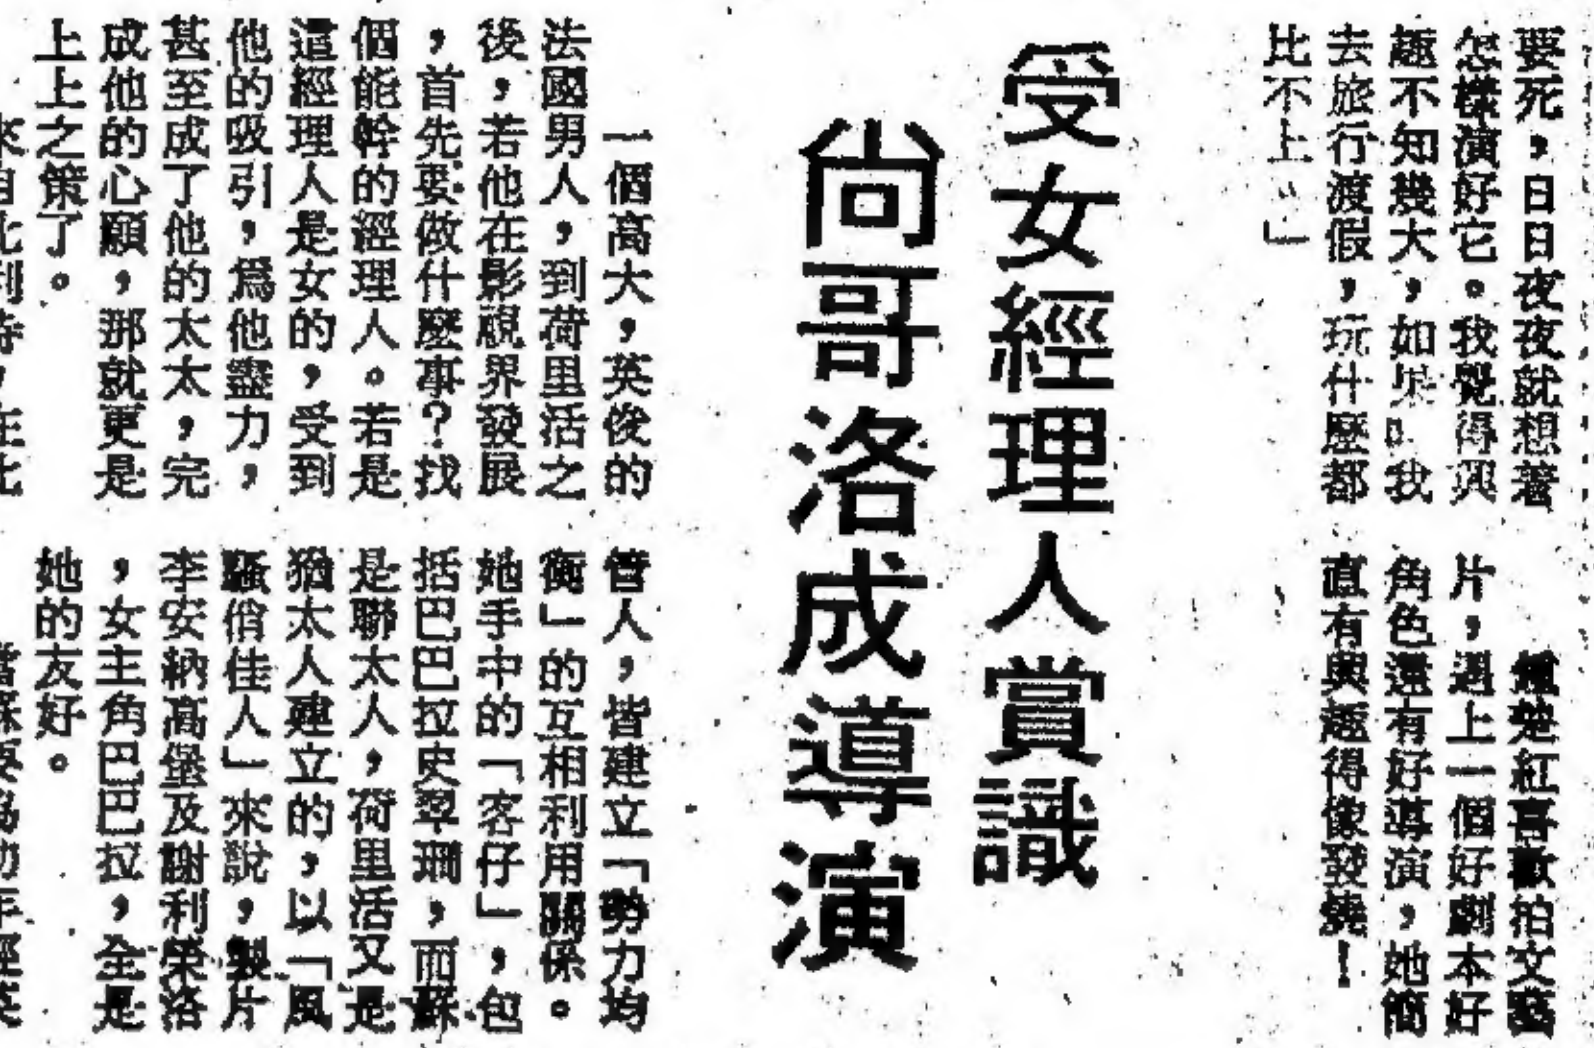 要死，日日夜夜就想着
怎樣演好它。我覺得興
趣不知幾大，如果叫我
去旅行渡假，玩什麼都
比不上。」
鍾楚紅喜歡拍文藝
片，遇上一個好劇本好
角色還有好導演，她簡
直有興趣得像發燒！
受女經理人賞識
尚哥洛成導演
一個高大，英俊的
法國男人，到荷里活之
後，若他在影視界發展
，首先要做什麼事？找
個能幹的經理人。若是
這經理人是女的，受到
他的吸引，爲他盡力，
甚至成了他的太太，完
成他的心願，那就更是
上上之策了。
管人，皆建立「勢力均
衡」的互相利用關係。
她手中的「客仔」，包
括巴巴拉史翠珊，而蘇
是聯太人，荷里活又是
猶太人建立的，以「風
騷俏佳人」來說，製片
李安納高堡及謝利榮洛
，女主角巴巴拉，全是
她的友好。